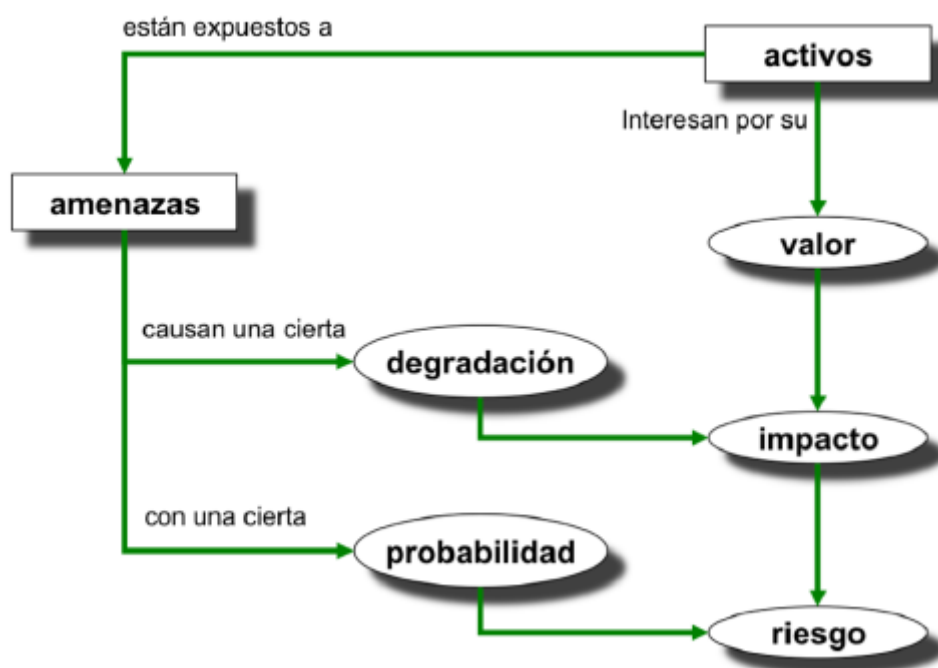 están expuestos a
activos
Interesan por su
amenazas
valor
causan una cierta
degradación
impacto
con una cierta
probabilidad
riesgo